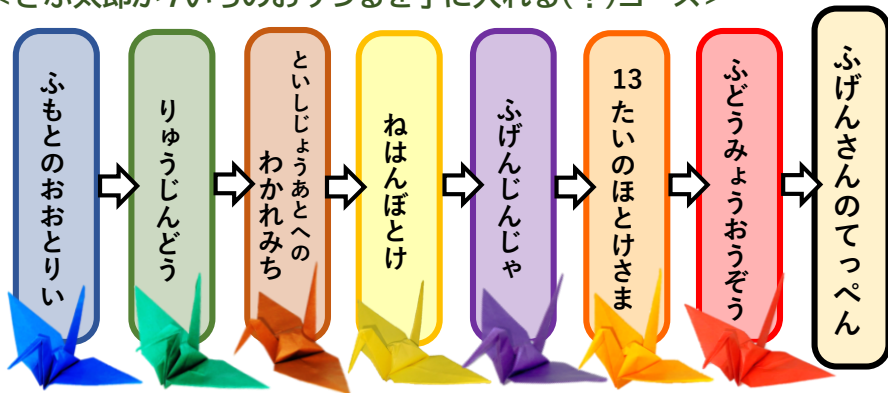 ふもとのおおとりい
りゅうじんどう
といしじょうあとへの
わかれみち
ねはんぼとけ
ふげんじんじゃ
13たいのほとけさま
ふどうみょうおうぞう
ふげんさんのてっぺん